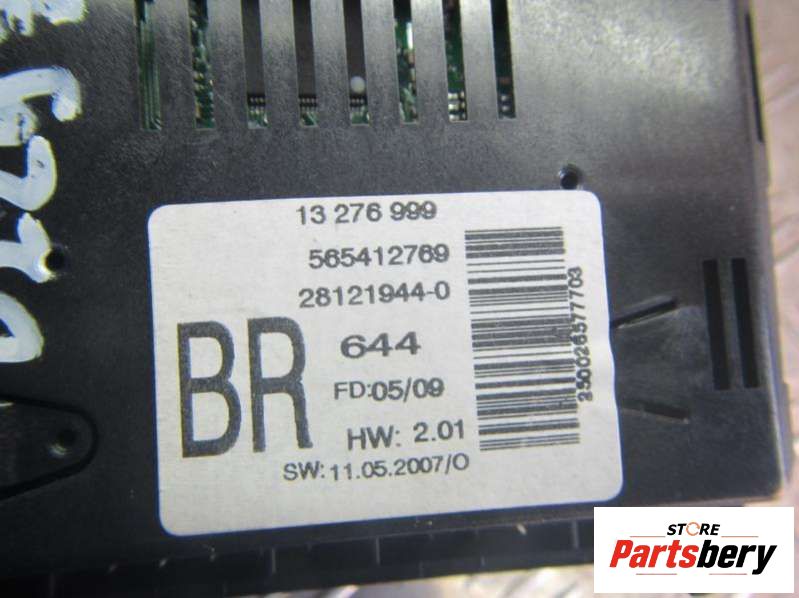 13 276 999
565412769
28121944-0
BR
644
FD:05/09
HW: 2.01
SW:11.05.2007/O
250026577703
STORE
Partsbery